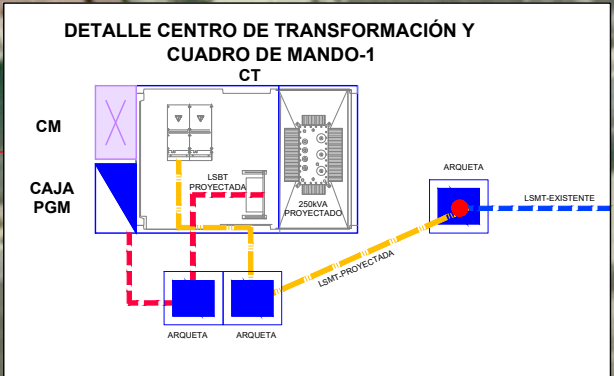 DETALLE CENTRO DE TRANSFORMACIÓN Y
CUADRO DE MANDO-1
CT
CM
CAJA
PGM
LSBT
PROYECTADA
250kVA
PROYECTADO
ARQUETA
LSMT-EXISTENTE
LSMT-PROYECTADA
ARQUETA
ARQUETA